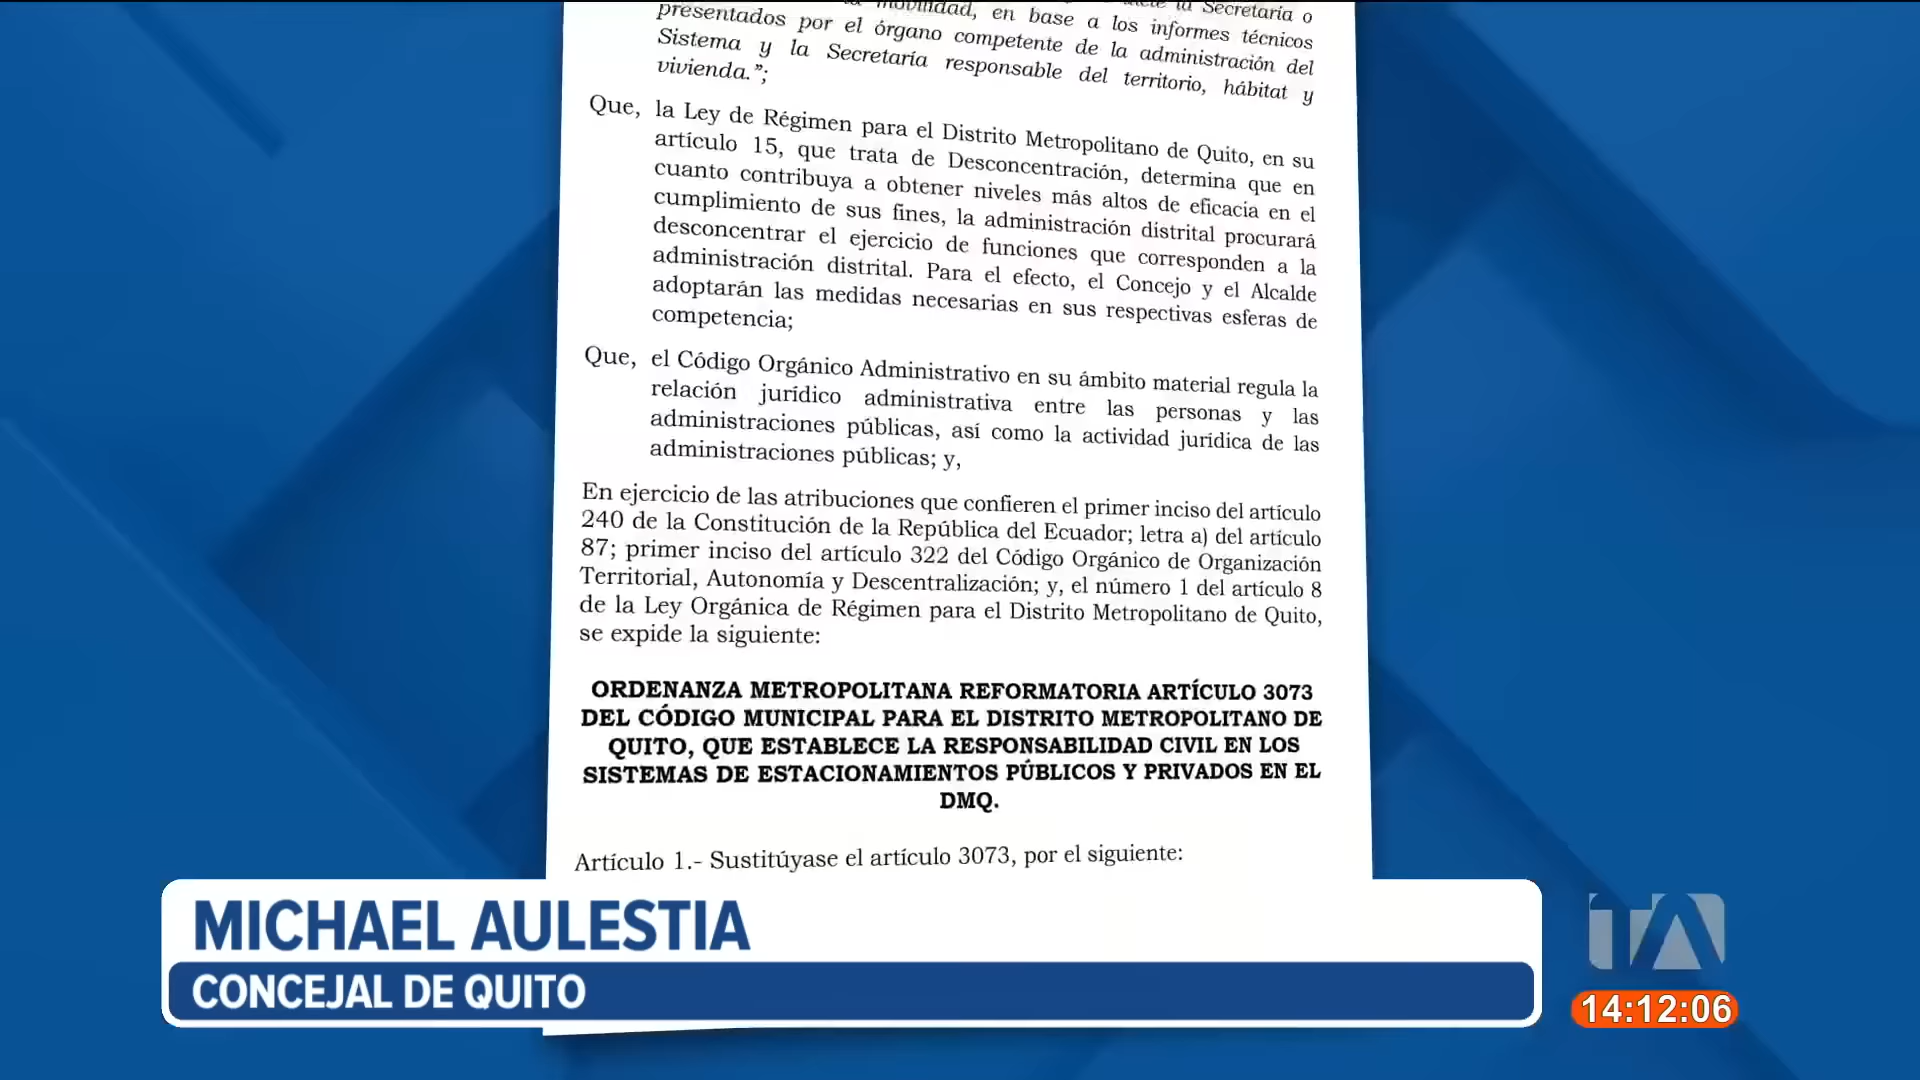 la Secretaría o
movilidad, en base a los informes técnicos
presentados por el órgano competente de la administración del
Sistema y la Secretaría responsable del territorio, hábitat y
vivienda.”;
Que, la Ley de Régimen para el Distrito Metropolitano de Quito, en su
artículo 15, que trata de Desconcentración, determina que en
cuanto contribuya a obtener niveles más altos de eficacia en el
cumplimiento de sus fines, la administración distrital procurará
desconcentrar el ejercicio de funciones que corresponden a la
administración distrital. Para el efecto, el Concejo y el Alcalde
adoptarán las medidas necesarias en sus respectivas esferas de
competencia;
Que, el Código Orgánico Administrativo en su ámbito material regula la
relación jurídico administrativa entre las personas y las
administraciones públicas, así como la actividad jurídica de las
administraciones públicas; y,
En ejercicio de las atribuciones que confieren el primer inciso del artículo
240 de la Constitución de la República del Ecuador; letra a) del artículo
87; primer inciso del artículo 322 del Código Orgánico de Organización
Territorial, Autonomía y Descentralización; y, el número 1 del artículo 8
de la Ley Orgánica de Régimen para el Distrito Metropolitano de Quito,
se expide la siguiente:
ORDENANZA METROPOLITANA REFORMATORIA ARTÍCULO 3073
DEL CÓDIGO MUNICIPAL PARA EL DISTRITO METROPOLITANO DE
QUITO, QUE ESTABLECE LA RESPONSABILIDAD CIVIL EN LOS
SISTEMAS DE ESTACIONAMIENTOS PÚBLICOS Y PRIVADOS EN EL
DMQ.
Artículo 1.- Sustitúyase el artículo 3073, por el siguiente:
MICHAEL AULESTIA
CONCEJAL DE QUITO
TA
14:12:06